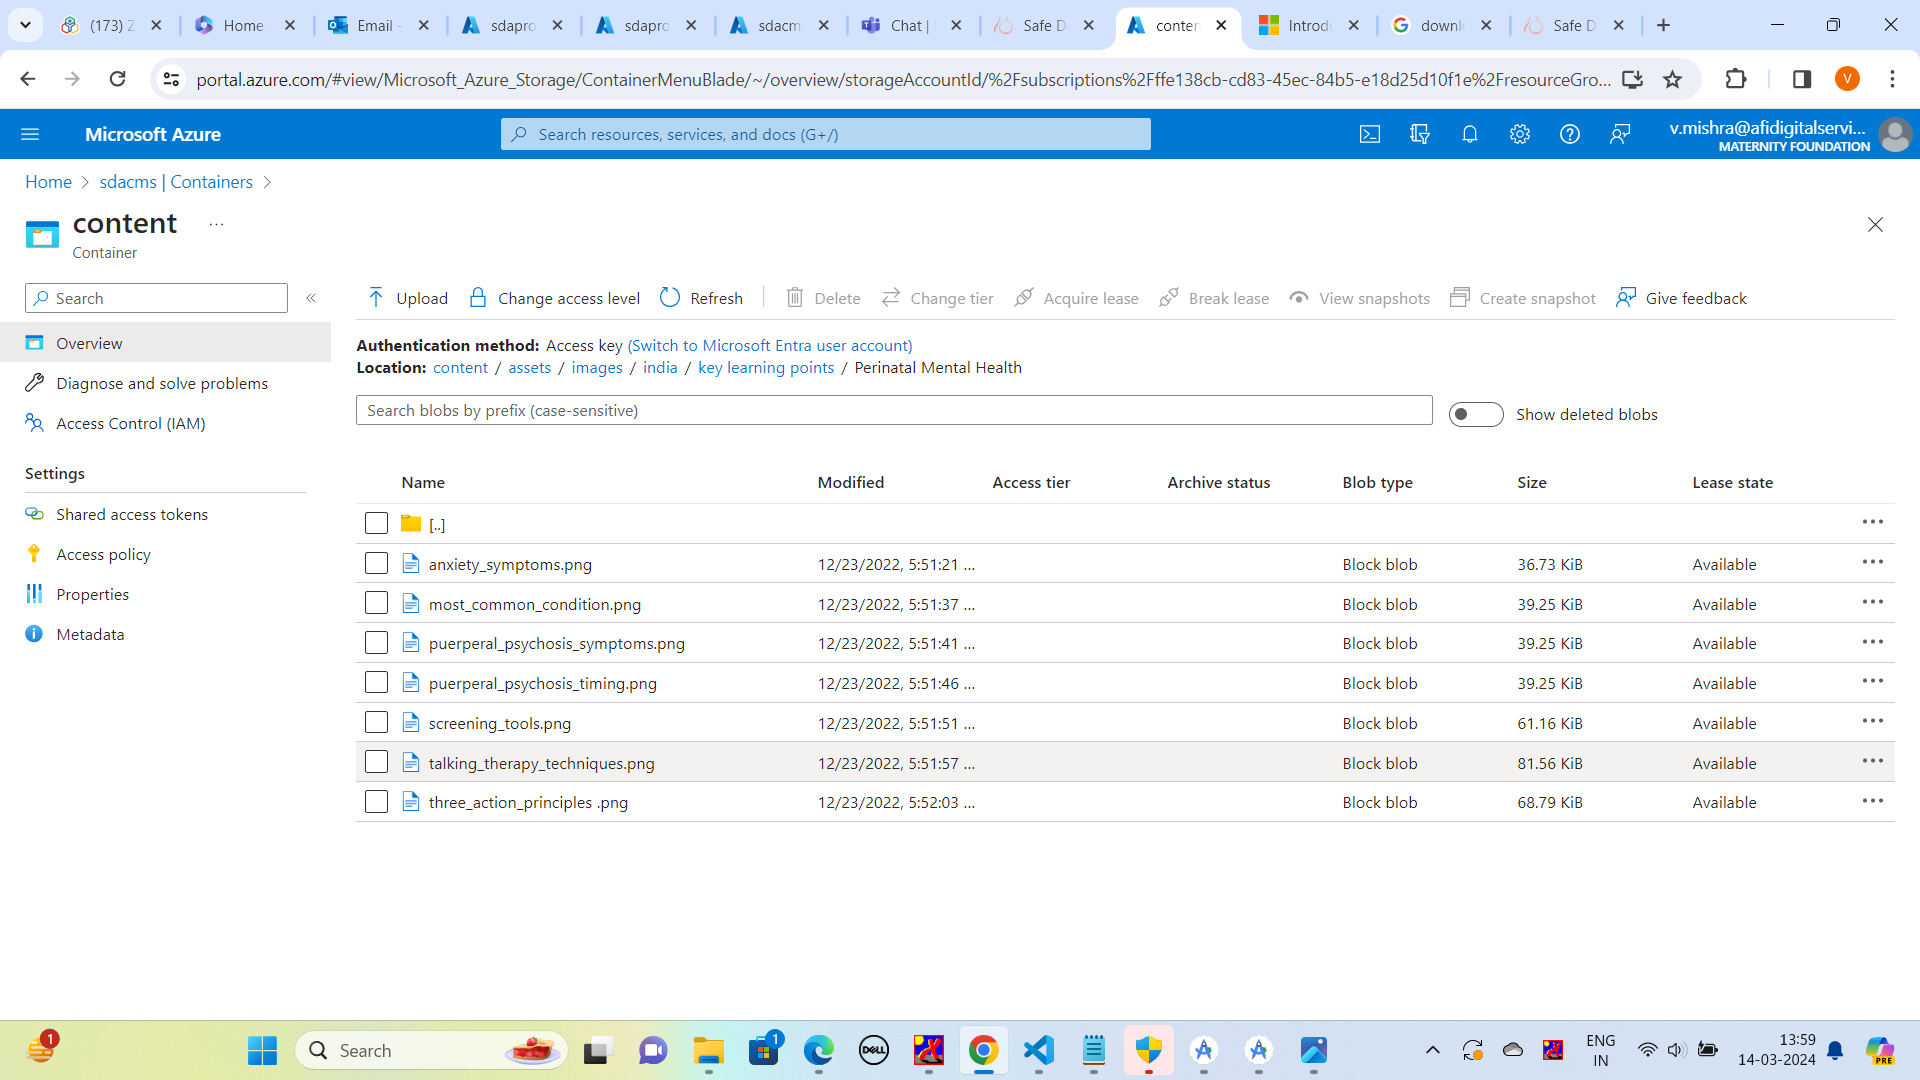 (173) Z
Home
Email -
sdapro
sdapro
sdacm
Chat |
Safe D
conten
Introdu
downl
Safe D
portal.azure.com/#view/Microsoft_Azure_Storage/ContainerMenuBlade/~/overview/storageAccountId/%2Fsubscriptions%2Fffe138cb-cd83-45ec-84b5-e18d25d10f1e%2FresourceGro...
V
Microsoft Azure
Search resources, services, and docs (G+/)
v.mishra@afidigitalservi...
MATERNITY FOUNDATION
Home > sdacms | Containers >
content ...
Container
Search «
Overview
Diagnose and solve problems
Access Control (IAM)
Settings
Shared access tokens
Access policy
Properties
Metadata
Upload Change access level Refresh Delete Change tier Acquire lease Break lease View snapshots Create snapshot Give feedback
Authentication method: Access key (Switch to Microsoft Entra user account)
Location: content / assets / images / india / key learning points / Perinatal Mental Health
Search blobs by prefix (case-sensitive)
Show deleted blobs
Name Modified Access tier Archive status Blob type Size Lease state
[..]
anxiety_symptoms.png 12/23/2022, 5:51:21 ... Block blob 36.73 KiB Available
most_common_condition.png 12/23/2022, 5:51:37 ... Block blob 39.25 KiB Available
puerperal_psychosis_symptoms.png 12/23/2022, 5:51:41 ... Block blob 39.25 KiB Available
puerperal_psychosis_timing.png 12/23/2022, 5:51:46 ... Block blob 39.25 KiB Available
screening_tools.png 12/23/2022, 5:51:51 ... Block blob 61.16 KiB Available
talking_therapy_techniques.png 12/23/2022, 5:51:57 ... Block blob 81.56 KiB Available
three_action_principles .png 12/23/2022, 5:52:03 ... Block blob 68.79 KiB Available
1
Search
1
DELL
ENG
IN
13:59
14-03-2024
PRE